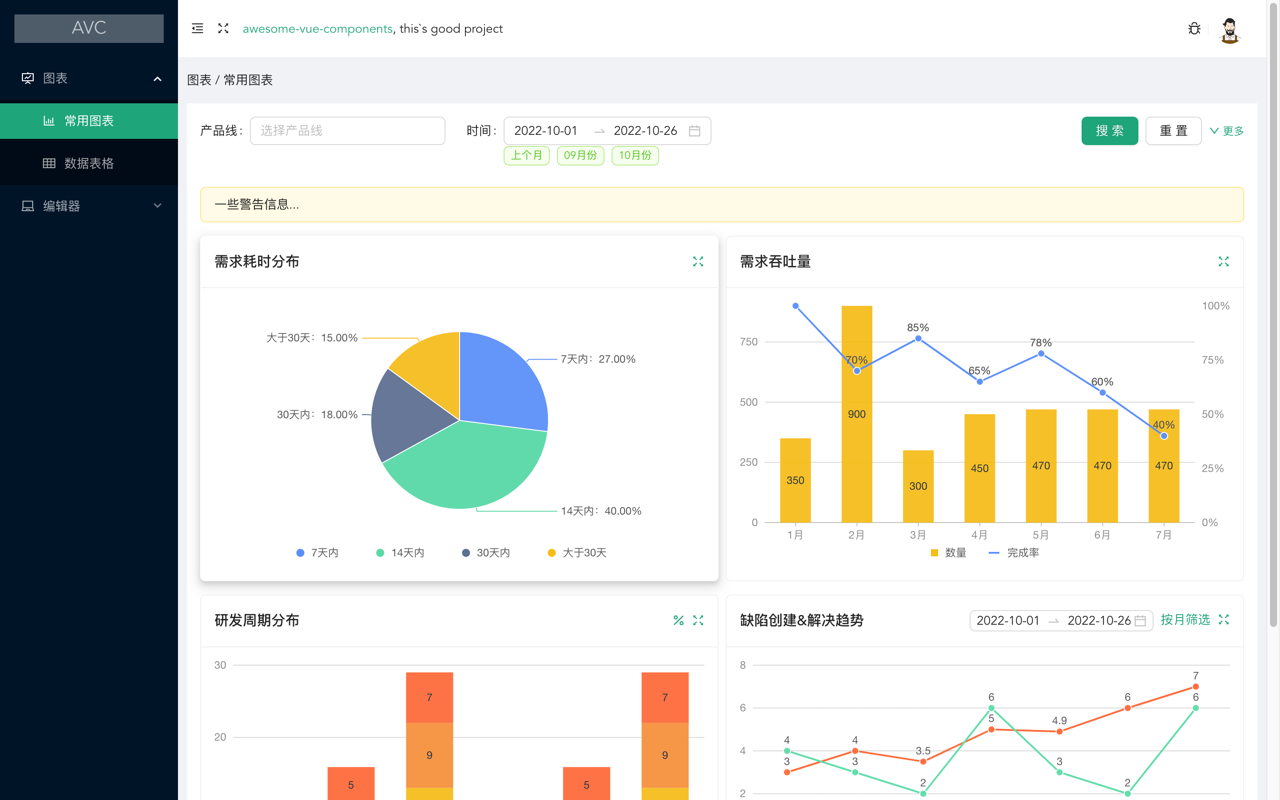 AVC
awesome-vue-components, this`s good project
图表
常用图表
数据表格
编辑器
图表 / 常用图表
产品线: 选择产品线 时间: 2022-10-01 2022-10-26 搜 索 重 置 更多
上个月 09月份 10月份
一些警告信息...
需求耗时分布
大于30天: 15.00%
7天内: 27.00%
30天内: 18.00%
14天内: 40.00%
7天内 14天内 30天内 大于30天
需求吞吐量
100%
85%
750
78%
75%
70%
65%
60%
500
900
50%
40%
250
350
300
450
470
470
470
25%
0
0%
1月 2月 3月 4月 5月 6月 7月
数量 完成率
研发周期分布
30
7
7
20
9
9
5
5
缺陷创建&解决趋势 2022-10-01 2022-10-26 按月筛选
8
7
6
6
6
6
5
4.9
4
4
3.5
4
3
3
3
2
2
2